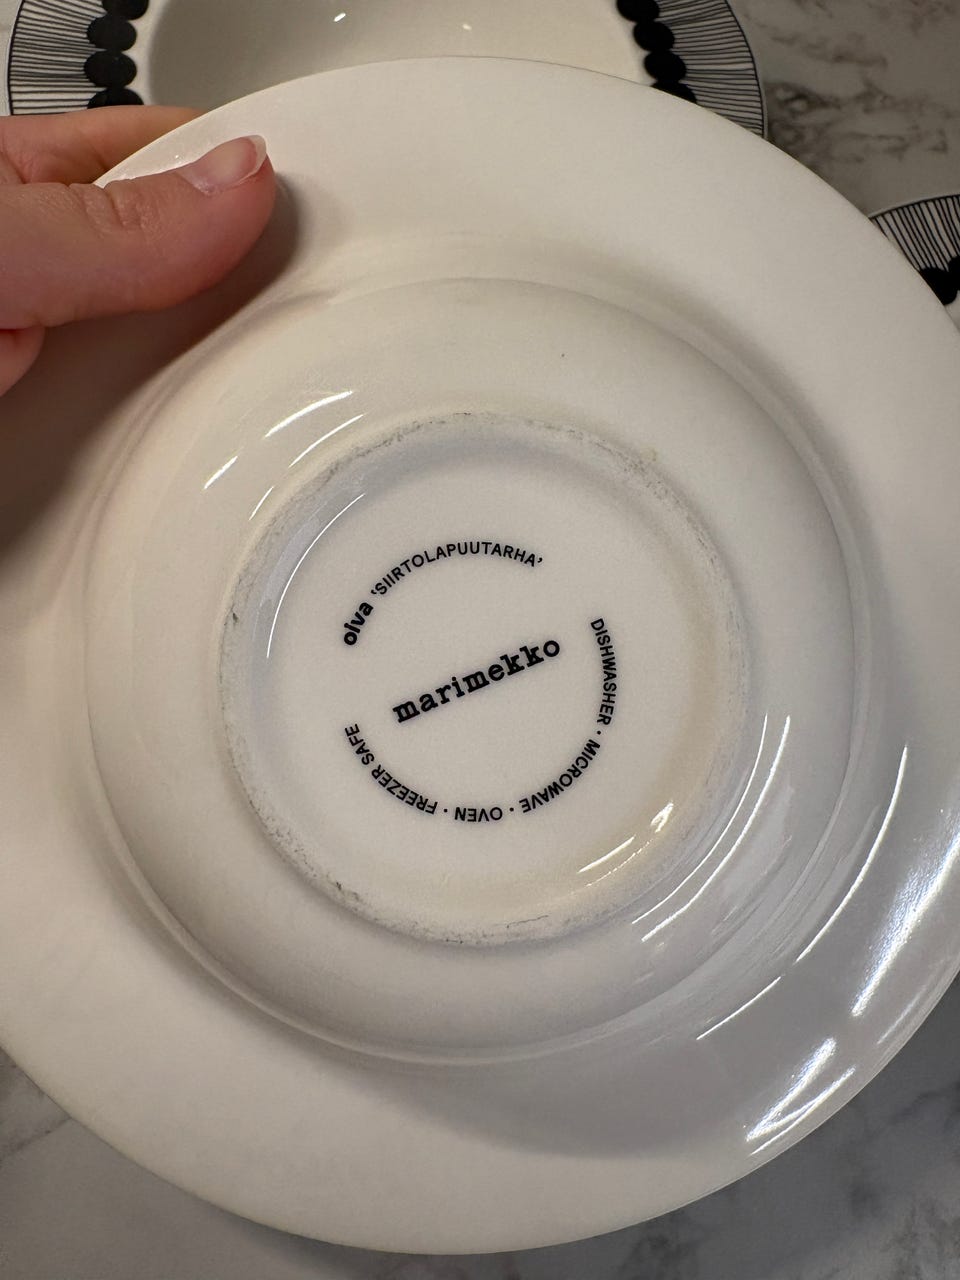 oiva 'SIIRTOLAPUUTARHA'
marimekko
DISHWASHER · MICROWAVE · OVEN · FREEZER SAFE